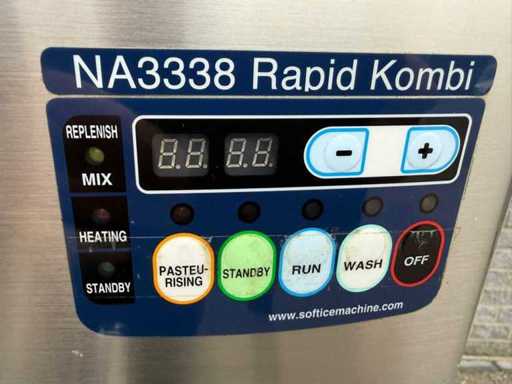 NA3338 Rapid Kombi
REPLENISH
MIX
8.8. 8.8.
-
+
HEATING
STANDBY
PASTEU-
RISING
STANDBY
RUN
WASH
OFF
www.softicemachine.com